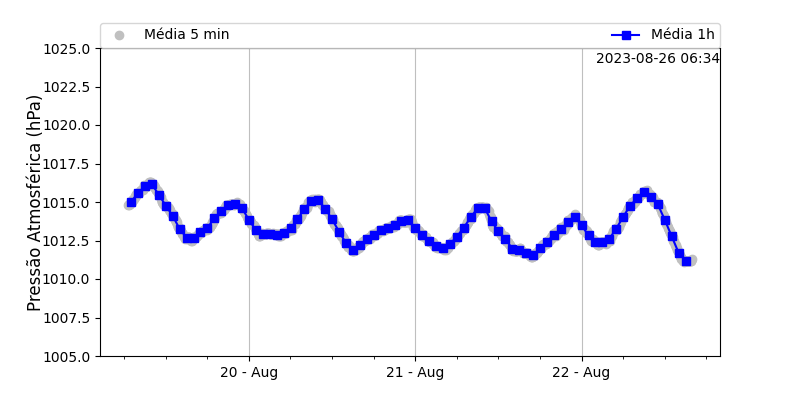 Média 5 min
Média 1h
2023-08-26 06:34
Pressão Atmosférica (hPa)
1025.0
1022.5
1020.0
1017.5
1015.0
1012.5
1010.0
1007.5
1005.0
20 - Aug
21 - Aug
22 - Aug